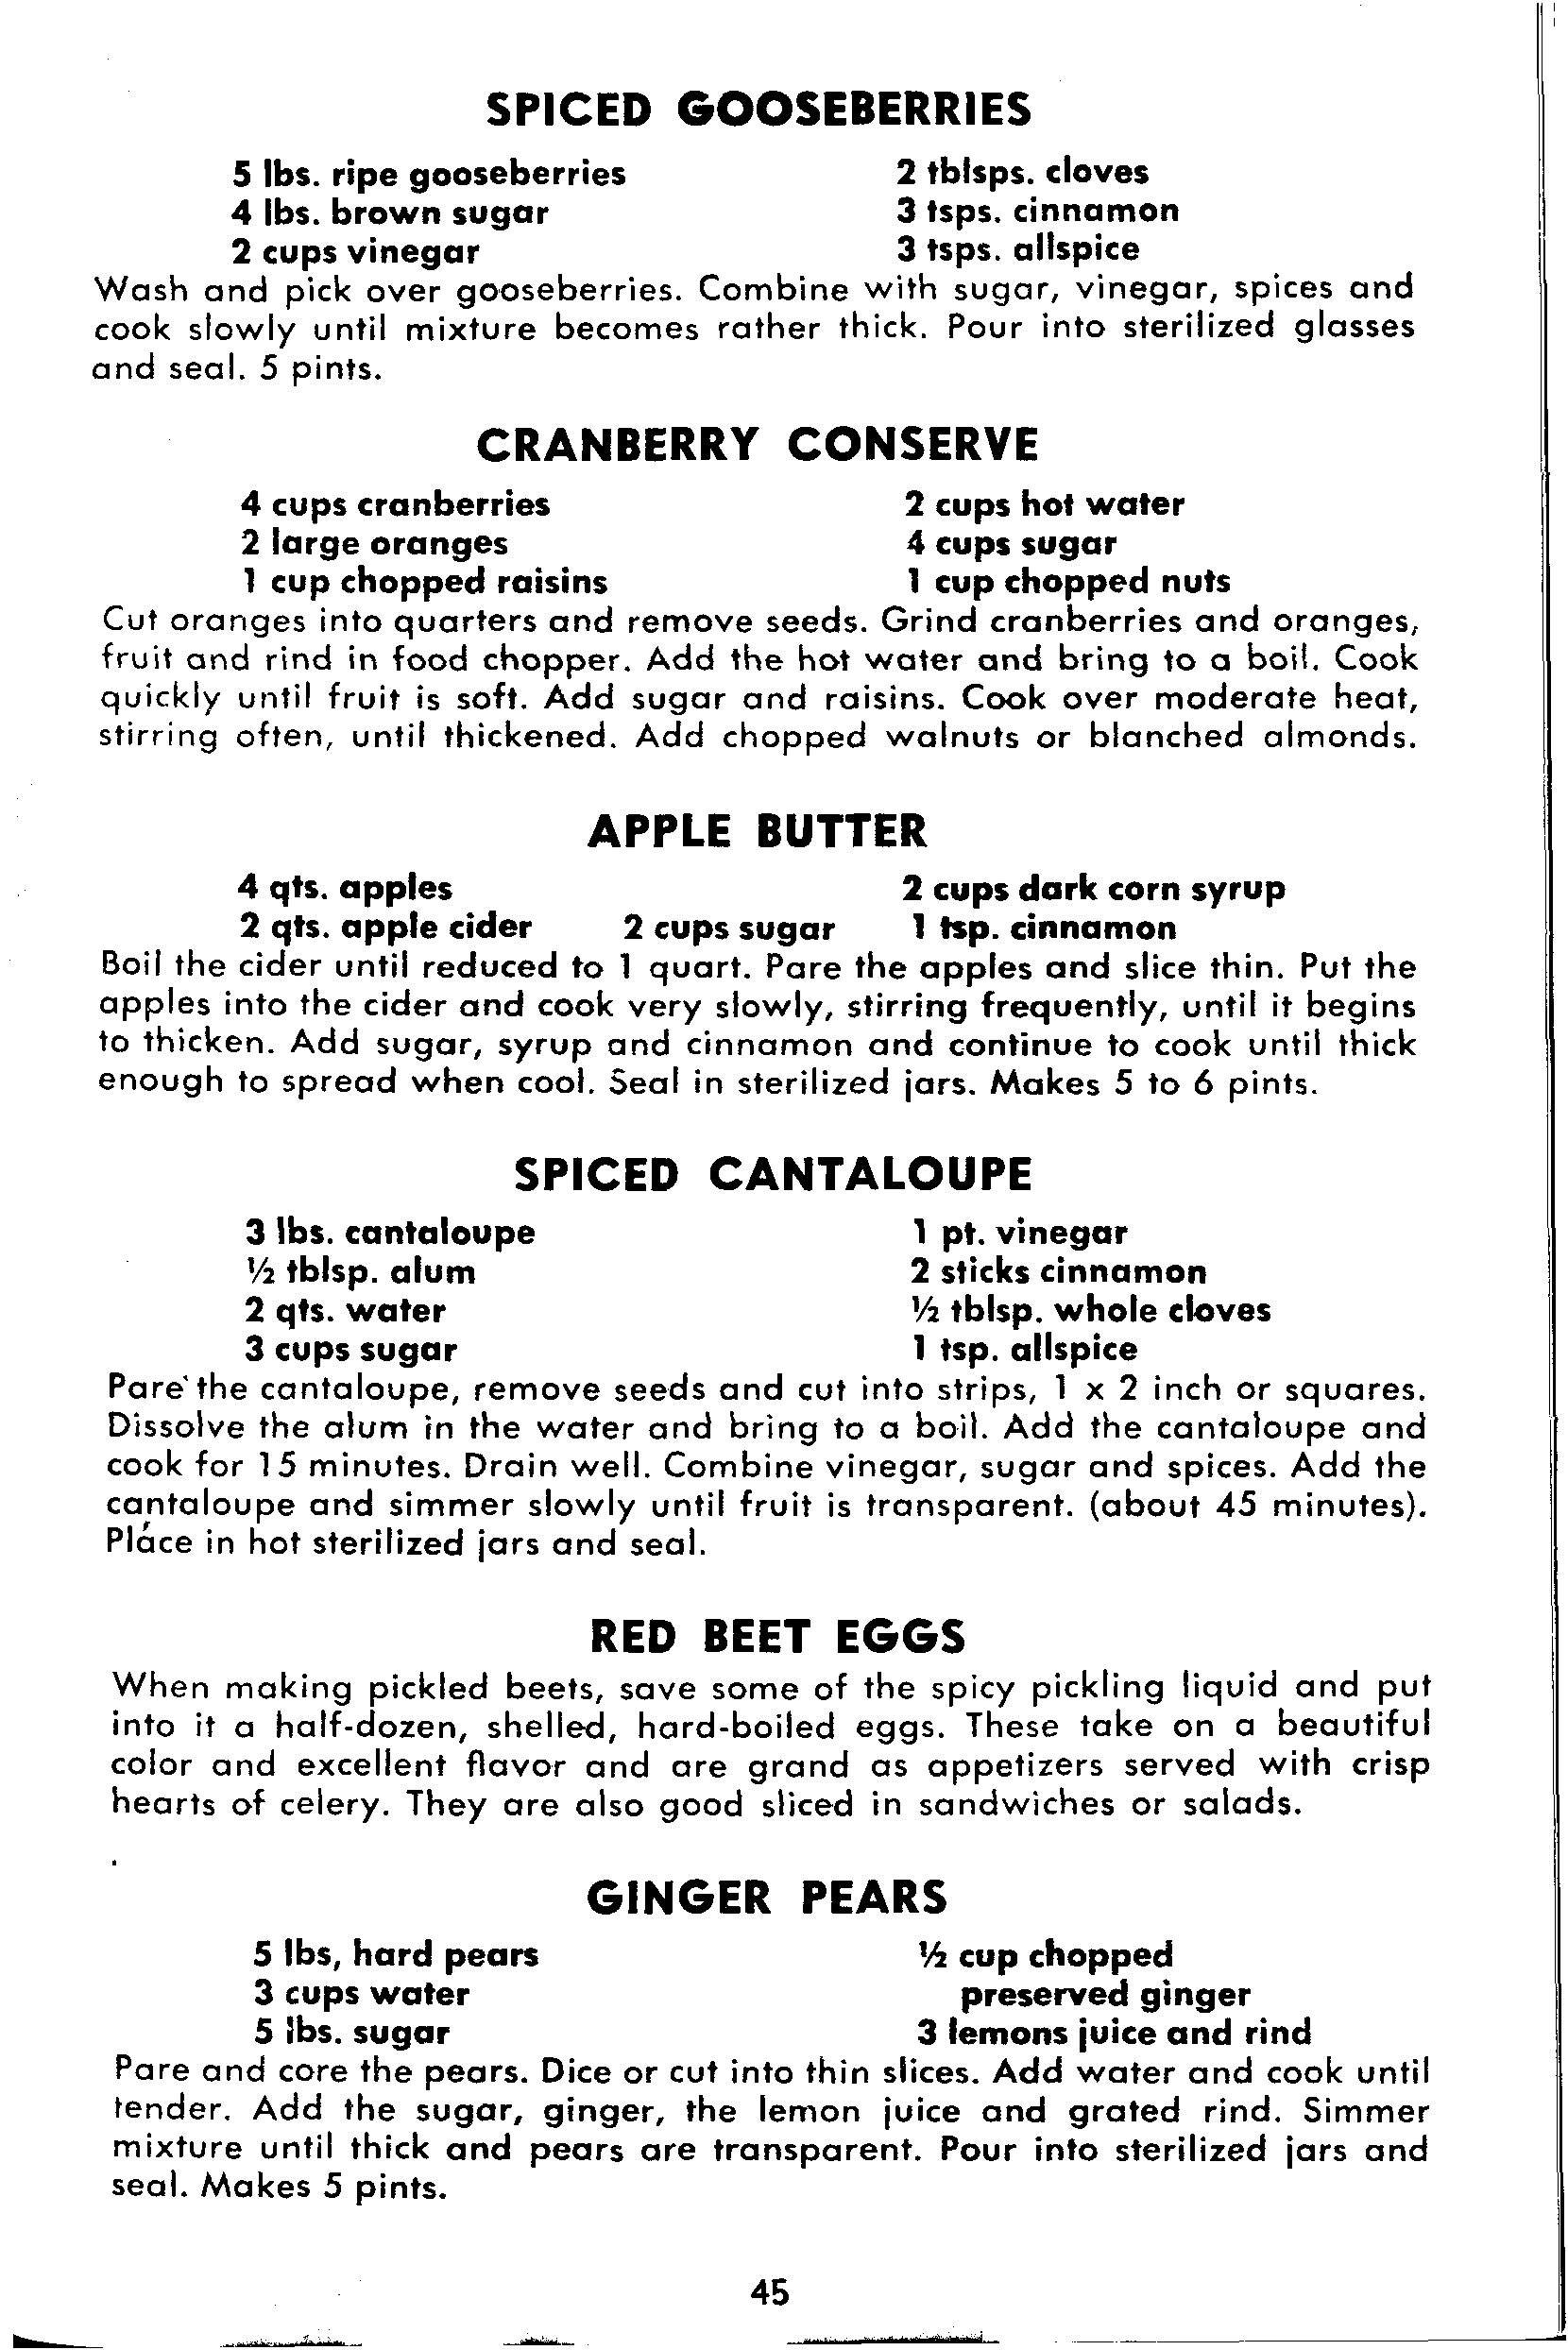 SPICED GOOSEBERRIES
5 lbs. ripe gooseberries 2 tblsps. cloves
4 lbs. brown sugar 3 tsps. cinnamon
2 cups vinegar 3 tsps. allspice
Wash and pick over gooseberries. Combine with sugar, vinegar, spices and
cook slowly until mixture becomes rather thick. Pour into sterilized glasses
and seal. 5 pints.
CRANBERRY CONSERVE
4 cups cranberries 2 cups hot water
2 large oranges 4 cups sugar
1 cup chopped raisins 1 cup chopped nuts
Cut oranges into quarters and remove seeds. Grind cranberries and oranges,
fruit and rind in food chopper. Add the hot water and bring to a boil. Cook
quickly until fruit is soft. Add sugar and raisins. Cook over moderate heat,
stirring often, until thickened. Add chopped walnuts or blanched almonds.
APPLE BUTTER
4 qts. apples 2 cups dark corn syrup
2 qts. apple cider 2 cups sugar 1 tsp. cinnamon
Boil the cider until reduced to 1 quart. Pare the apples and slice thin. Put the
apples into the cider and cook very slowly, stirring frequently, until it begins
to thicken. Add sugar, syrup and cinnamon and continue to cook until thick
enough to spread when cool. Seal in sterilized jars. Makes 5 to 6 pints.
SPICED CANTALOUPE
3 lbs. cantaloupe 1 pt. vinegar
½ tblsp. alum 2 sticks cinnamon
2 qts. water ½ tblsp. whole cloves
3 cups sugar 1 tsp. allspice
Pare the cantaloupe, remove seeds and cut into strips, 1 x 2 inch or squares.
Dissolve the alum in the water and bring to a boil. Add the cantaloupe and
cook for 15 minutes. Drain well. Combine vinegar, sugar and spices. Add the
cantaloupe and simmer slowly until fruit is transparent. (about 45 minutes).
Place in hot sterilized jars and seal.
RED BEET EGGS
When making pickled beets, save some of the spicy pickling liquid and put
into it a half-dozen, shelled, hard-boiled eggs. These take on a beautiful
color and excellent flavor and are grand as appetizers served with crisp
hearts of celery. They are also good sliced in sandwiches or salads.
GINGER PEARS
5 lbs, hard pears ½ cup chopped
3 cups water preserved ginger
5 lbs. sugar 3 lemons juice and rind
Pare and core the pears. Dice or cut into thin slices. Add water and cook until
tender. Add the sugar, ginger, the lemon juice and grated rind. Simmer
mixture until thick and pears are transparent. Pour into sterilized jars and
seal. Makes 5 pints.
45